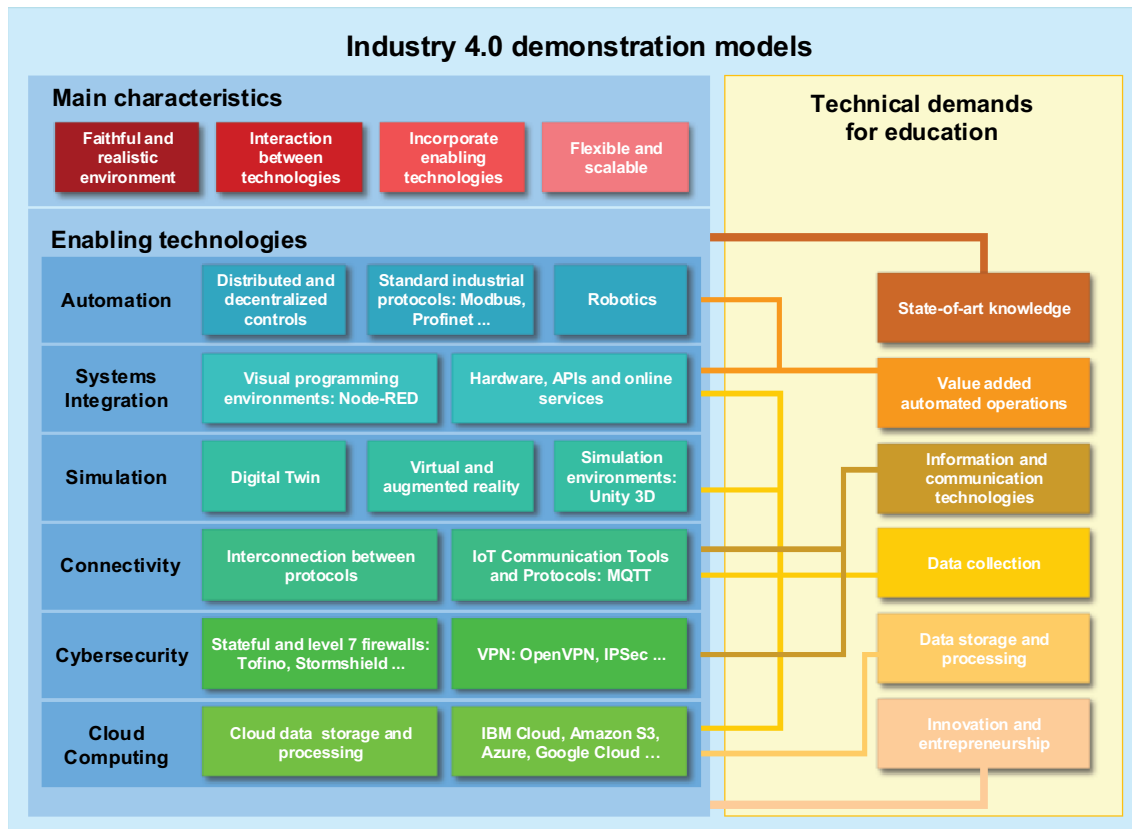 Industry 4.0 demonstration models
Main characteristics
Faithful and
realistic
environment
Interaction
between
technologies
Incorporate
enabling
technologies
Flexible and
scalable
Enabling technologies
Automation
Distributed and
decentralized
controls
Standard industrial
protocols: Modbus,
Profinet ...
Robotics
Systems
Integration
Visual programming
environments: Node-RED
Hardware, APIs and online
services
Simulation
Digital Twin
Virtual and
augmented reality
Simulation
environments:
Unity 3D
Connectivity
Interconnection between
protocols
IoT Communication Tools
and Protocols: MQTT
Cybersecurity
Stateful and level 7 firewalls:
Tofino, Stormshield ...
VPN: OpenVPN, IPSec ...
Cloud
Computing
Cloud data storage and
processing
IBM Cloud, Amazon S3,
Azure, Google Cloud ...
Technical demands
for education
State-of-art knowledge
Value added
automated operations
Information and
communication
technologies
Data collection
Data storage and
processing
Innovation and
entrepreneurship